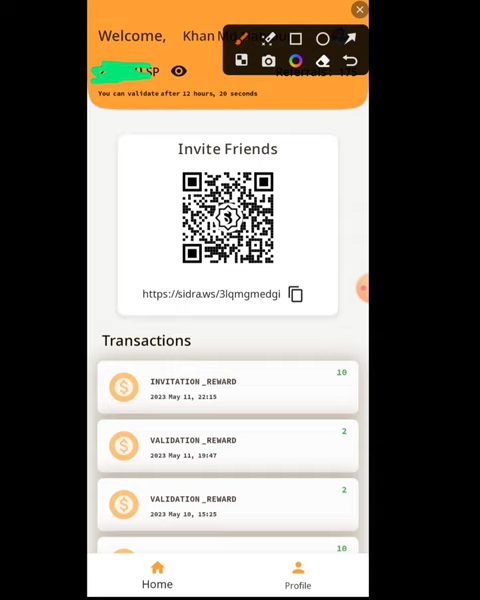 Welcome, Khan
SP
You can validate after 12 hours, 20 seconds
Invite Friends
https://sidra.ws/3lqmgmedgi
Transactions
10
INVITATION_REWARD
2023 May 11, 22:15
2
VALIDATION_REWARD
2023 May 11, 19:47
2
VALIDATION_REWARD
2023 May 10, 15:25
10
Home
Profile